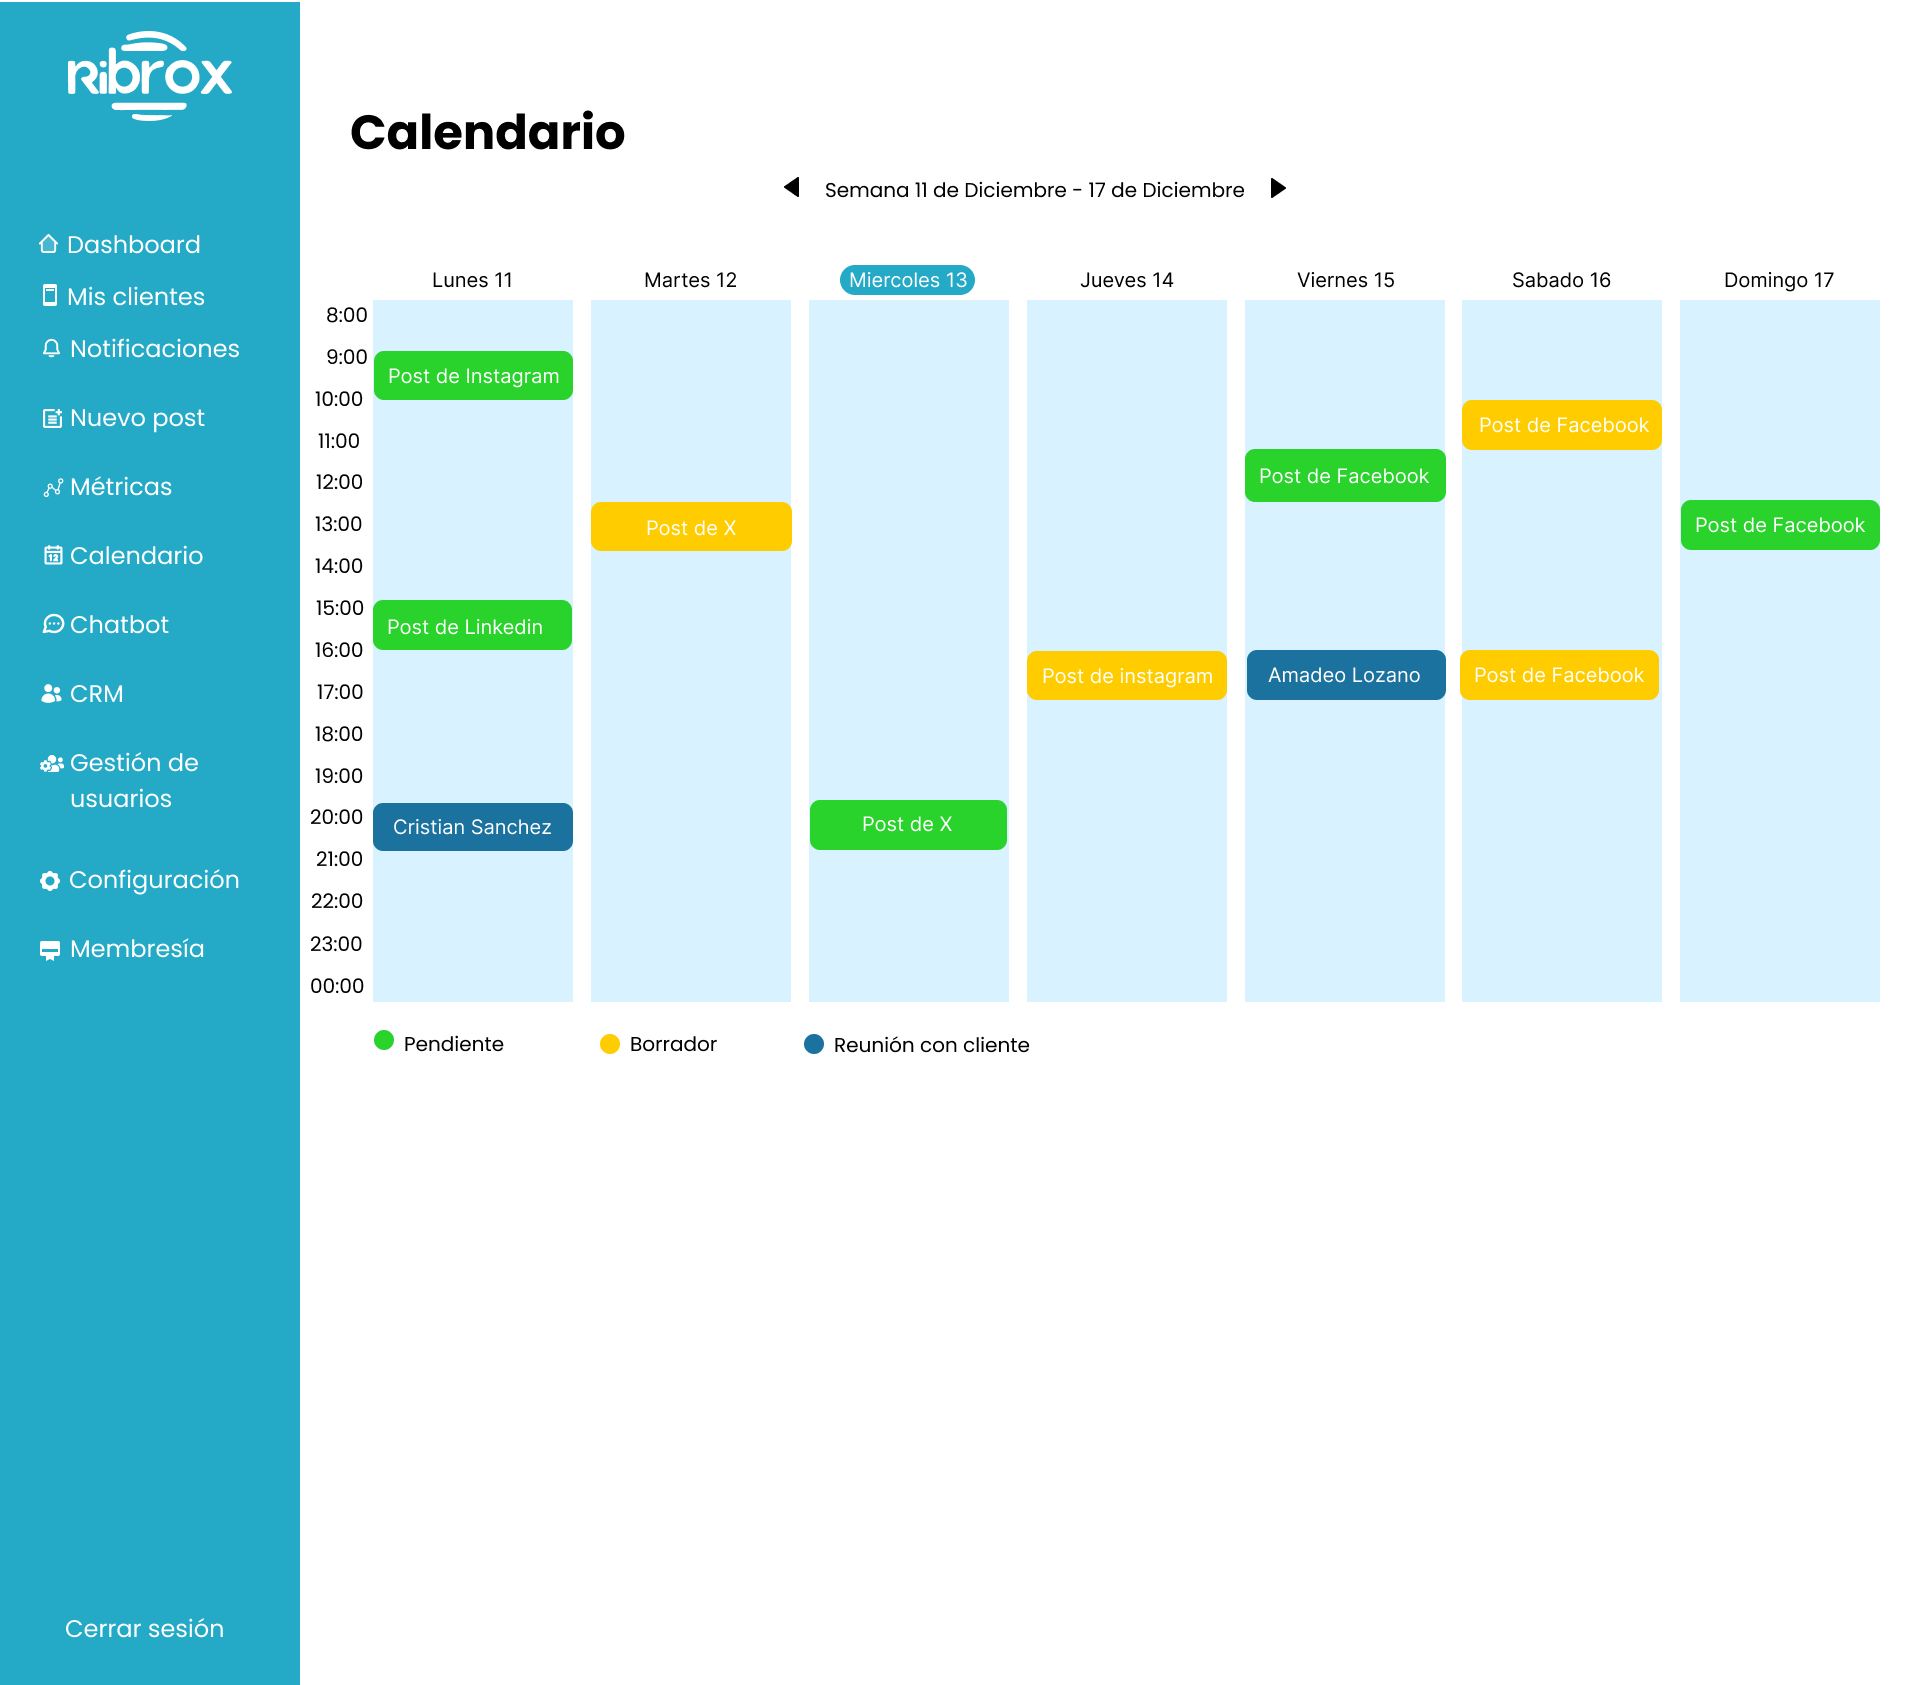 Ribrox
Dashboard
Mis clientes
Notificaciones
Nuevo post
Métricas
Calendario
Chatbot
CRM
Gestión de
usuarios
Configuración
Membresía
Cerrar sesión
Calendario
Semana 11 de Diciembre - 17 de Diciembre
Lunes 11 Martes 12 Miercoles 13 Jueves 14 Viernes 15 Sabado 16 Domingo 17
8:00
9:00
Post de Instagram
10:00
Post de Facebook
11:00
Post de Facebook
12:00
13:00
Post de X
Post de Facebook
14:00
15:00
Post de Linkedin
16:00
Post de instagram
Amadeo Lozano
Post de Facebook
17:00
18:00
19:00
20:00
Cristian Sanchez
Post de X
21:00
22:00
23:00
00:00
Pendiente Borrador Reunión con cliente